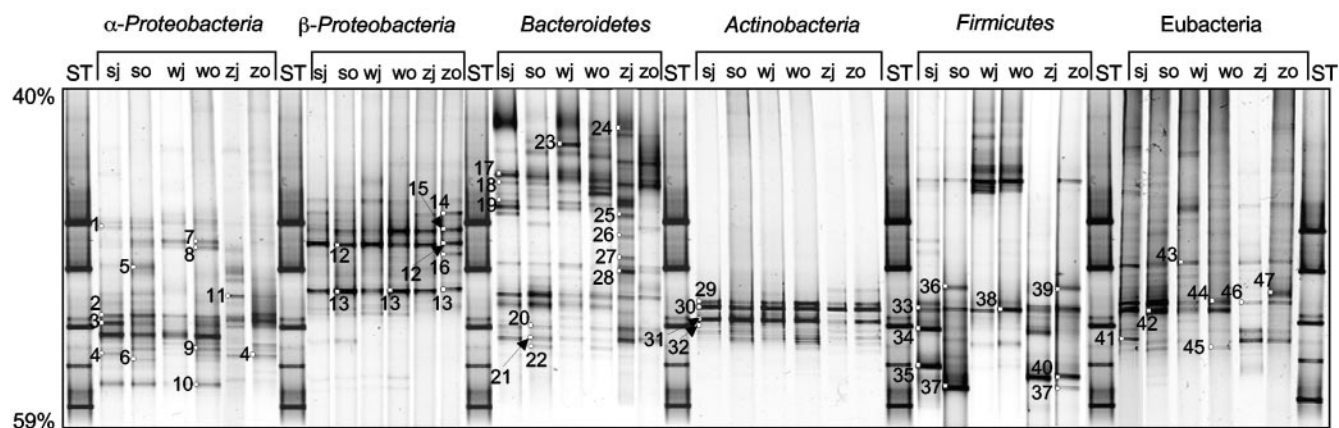 α-Proteobacteria β-Proteobacteria Bacteroidetes Actinobacteria Firmicutes Eubacteria
ST sj so wj wo zj zo ST sj so wj wo zj zo ST sj so wj wo zj zo ST sj so wj wo zj zo ST sj so wj wo zj zo ST sj so wj wo zj zo ST
40%
23 24
17
18 15 14
19
1 25
7 26
8 12 12 16 27 43
5 28
36 39 47
11 13 13 13 29 44 46
2 30 33 38 42
3 20 31 34 41
4 6 9 4 22 32 45
21 35 40
10 37 37
59%